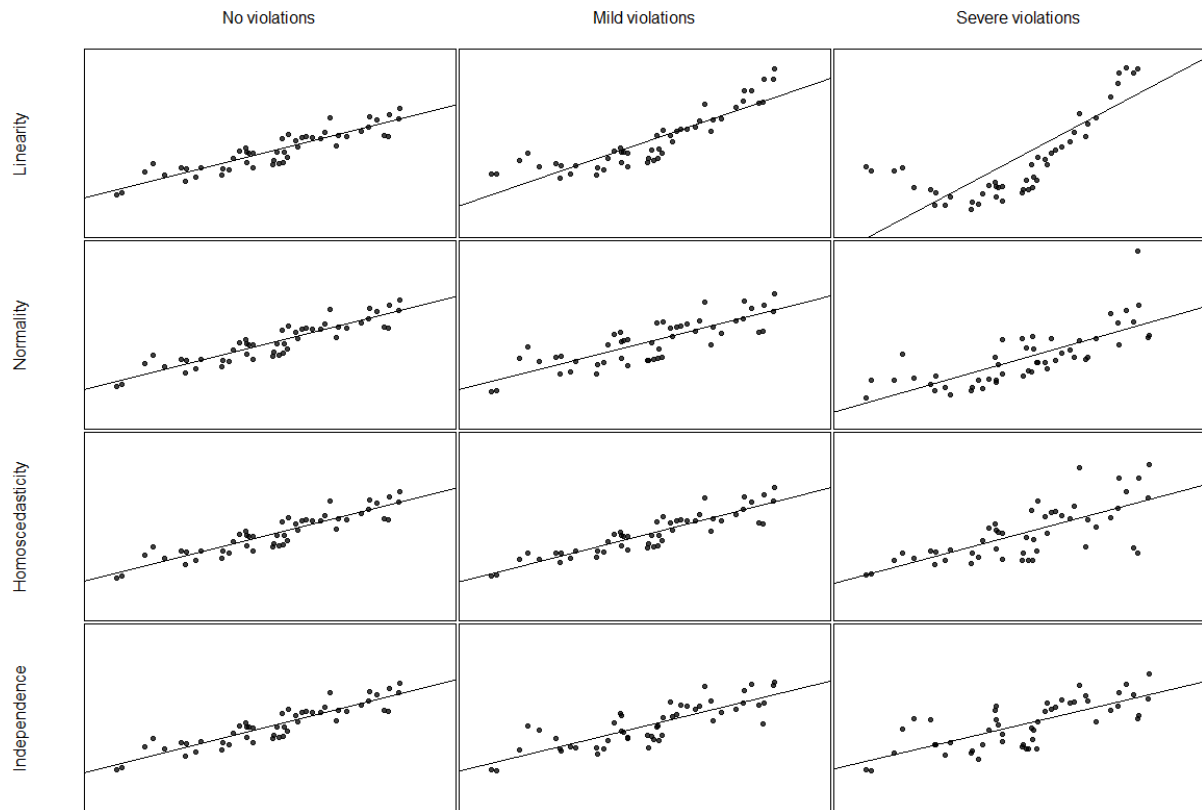 No violations
Mild violations
Severe violations
Linearity
Normality
Homoscedasticity
Independence